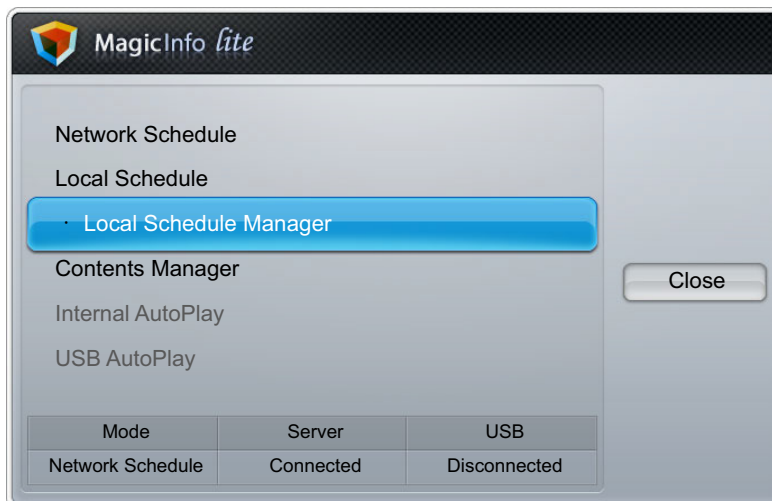 MagicInfo lite
Network Schedule
Local Schedule
· Local Schedule Manager
Contents Manager
Close
Internal AutoPlay
USB AutoPlay
Mode Server USB
Network Schedule Connected Disconnected